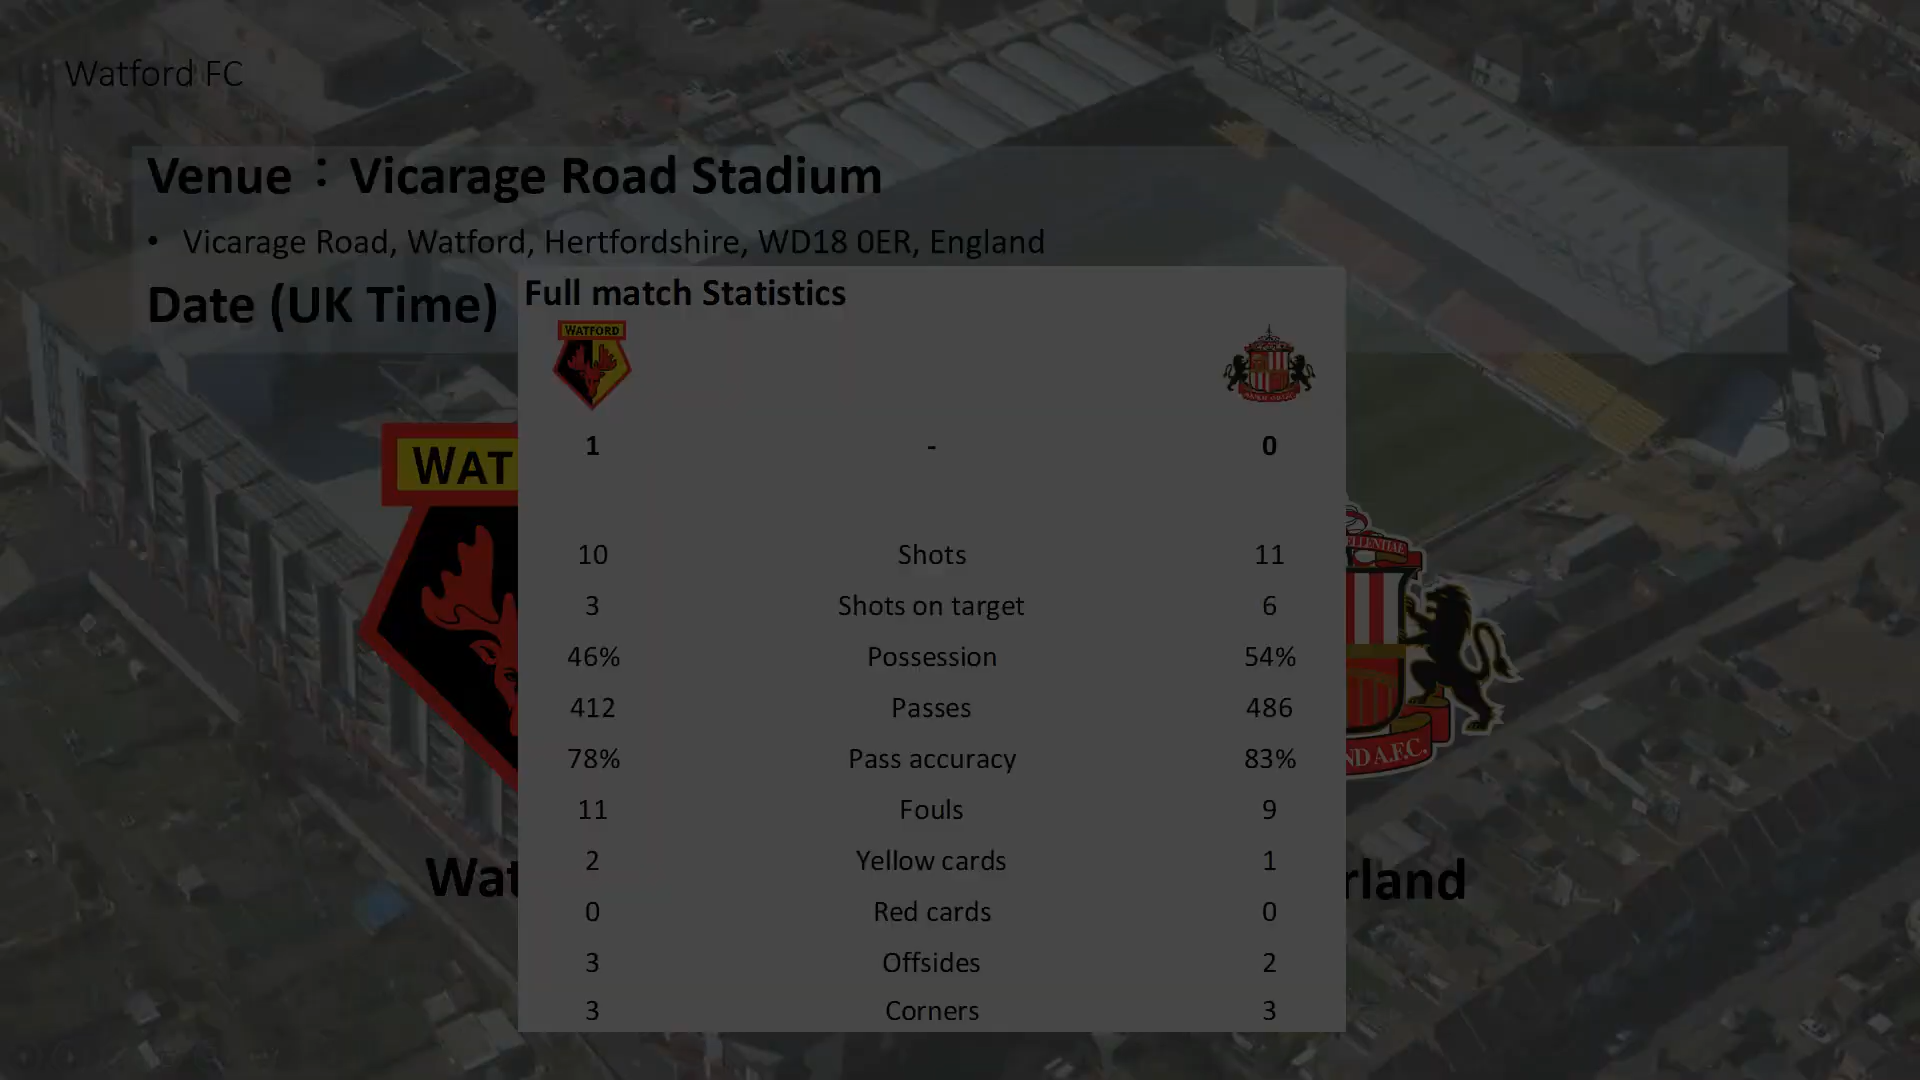 Watford FC
Venue：Vicarage Road Stadium
• Vicarage Road, Watford, Hertfordshire, WD18 0ER, England
Date (UK Time)
Full match Statistics
WATFORD
1 - 0
WAT
ELLENTIAE
10 Shots 11
3 Shots on target 6
46% Possession 54%
412 Passes 486
ND A.F.C.
78% Pass accuracy 83%
11 Fouls 9
2 Yellow cards 1
Wat
rland
0 Red cards 0
3 Offsides 2
3 Corners 3